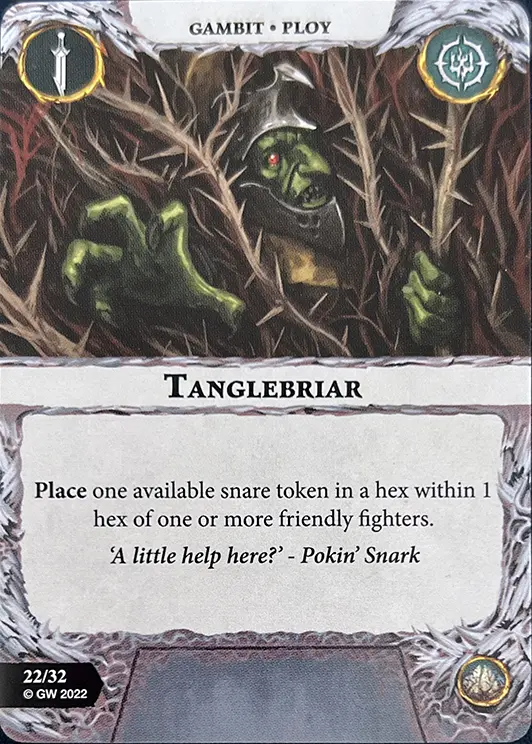 GAMBIT • PLOY
TANGLEBRIAR
Place one available snare token in a hex within 1
hex of one or more friendly fighters.
‘A little help here?’ - Pokin’ Snark
22/32
© GW 2022